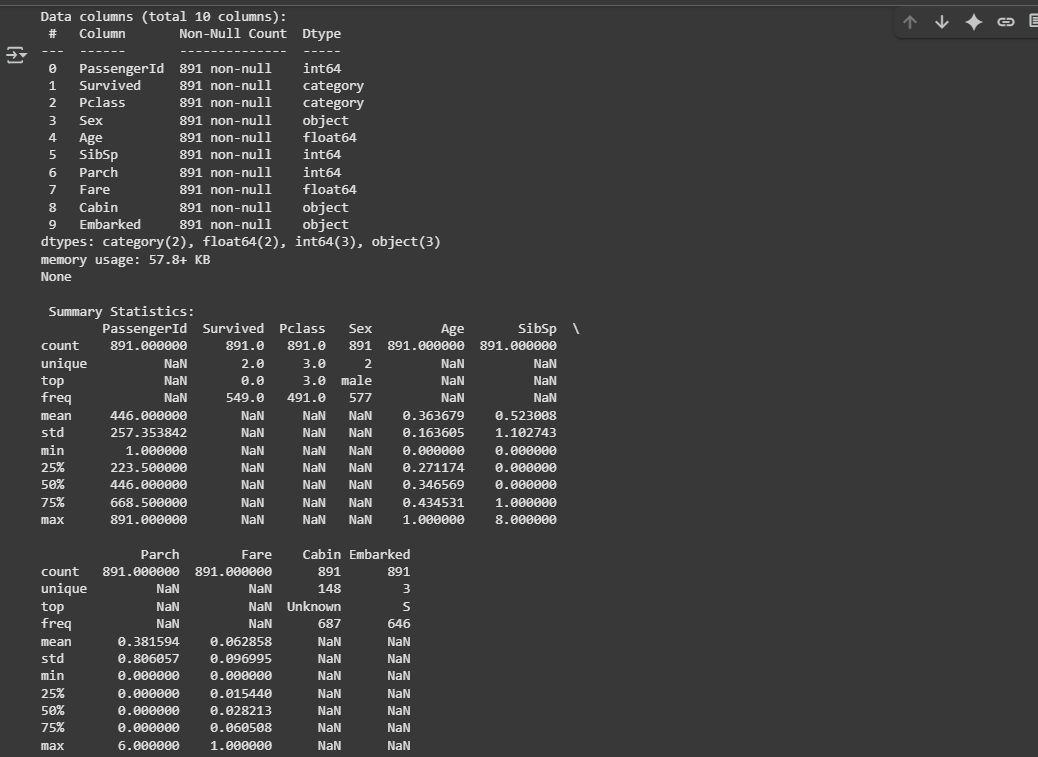 Data columns (total 10 columns):
 #   Column       Non-Null Count  Dtype
---  ------       --------------  -----
 0   PassengerId  891 non-null    int64
 1   Survived     891 non-null    category
 2   Pclass       891 non-null    category
 3   Sex          891 non-null    object
 4   Age          891 non-null    float64
 5   SibSp        891 non-null    int64
 6   Parch        891 non-null    int64
 7   Fare         891 non-null    float64
 8   Cabin        891 non-null    object
 9   Embarked     891 non-null    object
dtypes: category(2), float64(2), int64(3), object(3)
memory usage: 57.8+ KB
None

 Summary Statistics:
        PassengerId  Survived  Pclass   Sex         Age       SibSp  \
count    891.000000     891.0   891.0   891  891.000000  891.000000
unique          NaN       2.0     3.0     2         NaN         NaN
top             NaN       0.0     3.0  male         NaN         NaN
freq            NaN     549.0   491.0   577         NaN         NaN
mean     446.000000       NaN     NaN   NaN    0.363679    0.523008
std      257.353842       NaN     NaN   NaN    0.163605    1.102743
min        1.000000       NaN     NaN   NaN    0.000000    0.000000
25%      223.500000       NaN     NaN   NaN    0.271174    0.000000
50%      446.000000       NaN     NaN   NaN    0.346569    0.000000
75%      668.500000       NaN     NaN   NaN    0.434531    1.000000
max      891.000000       NaN     NaN   NaN    1.000000    8.000000

             Parch        Fare    Cabin Embarked
count   891.000000  891.000000      891      891
unique         NaN         NaN      148        3
top            NaN         NaN  Unknown        S
freq           NaN         NaN      687      646
mean      0.381594    0.062858      NaN      NaN
std       0.806057    0.096995      NaN      NaN
min       0.000000    0.000000      NaN      NaN
25%       0.000000    0.015440      NaN      NaN
50%       0.000000    0.028213      NaN      NaN
75%       0.000000    0.060508      NaN      NaN
max       6.000000    1.000000      NaN      NaN